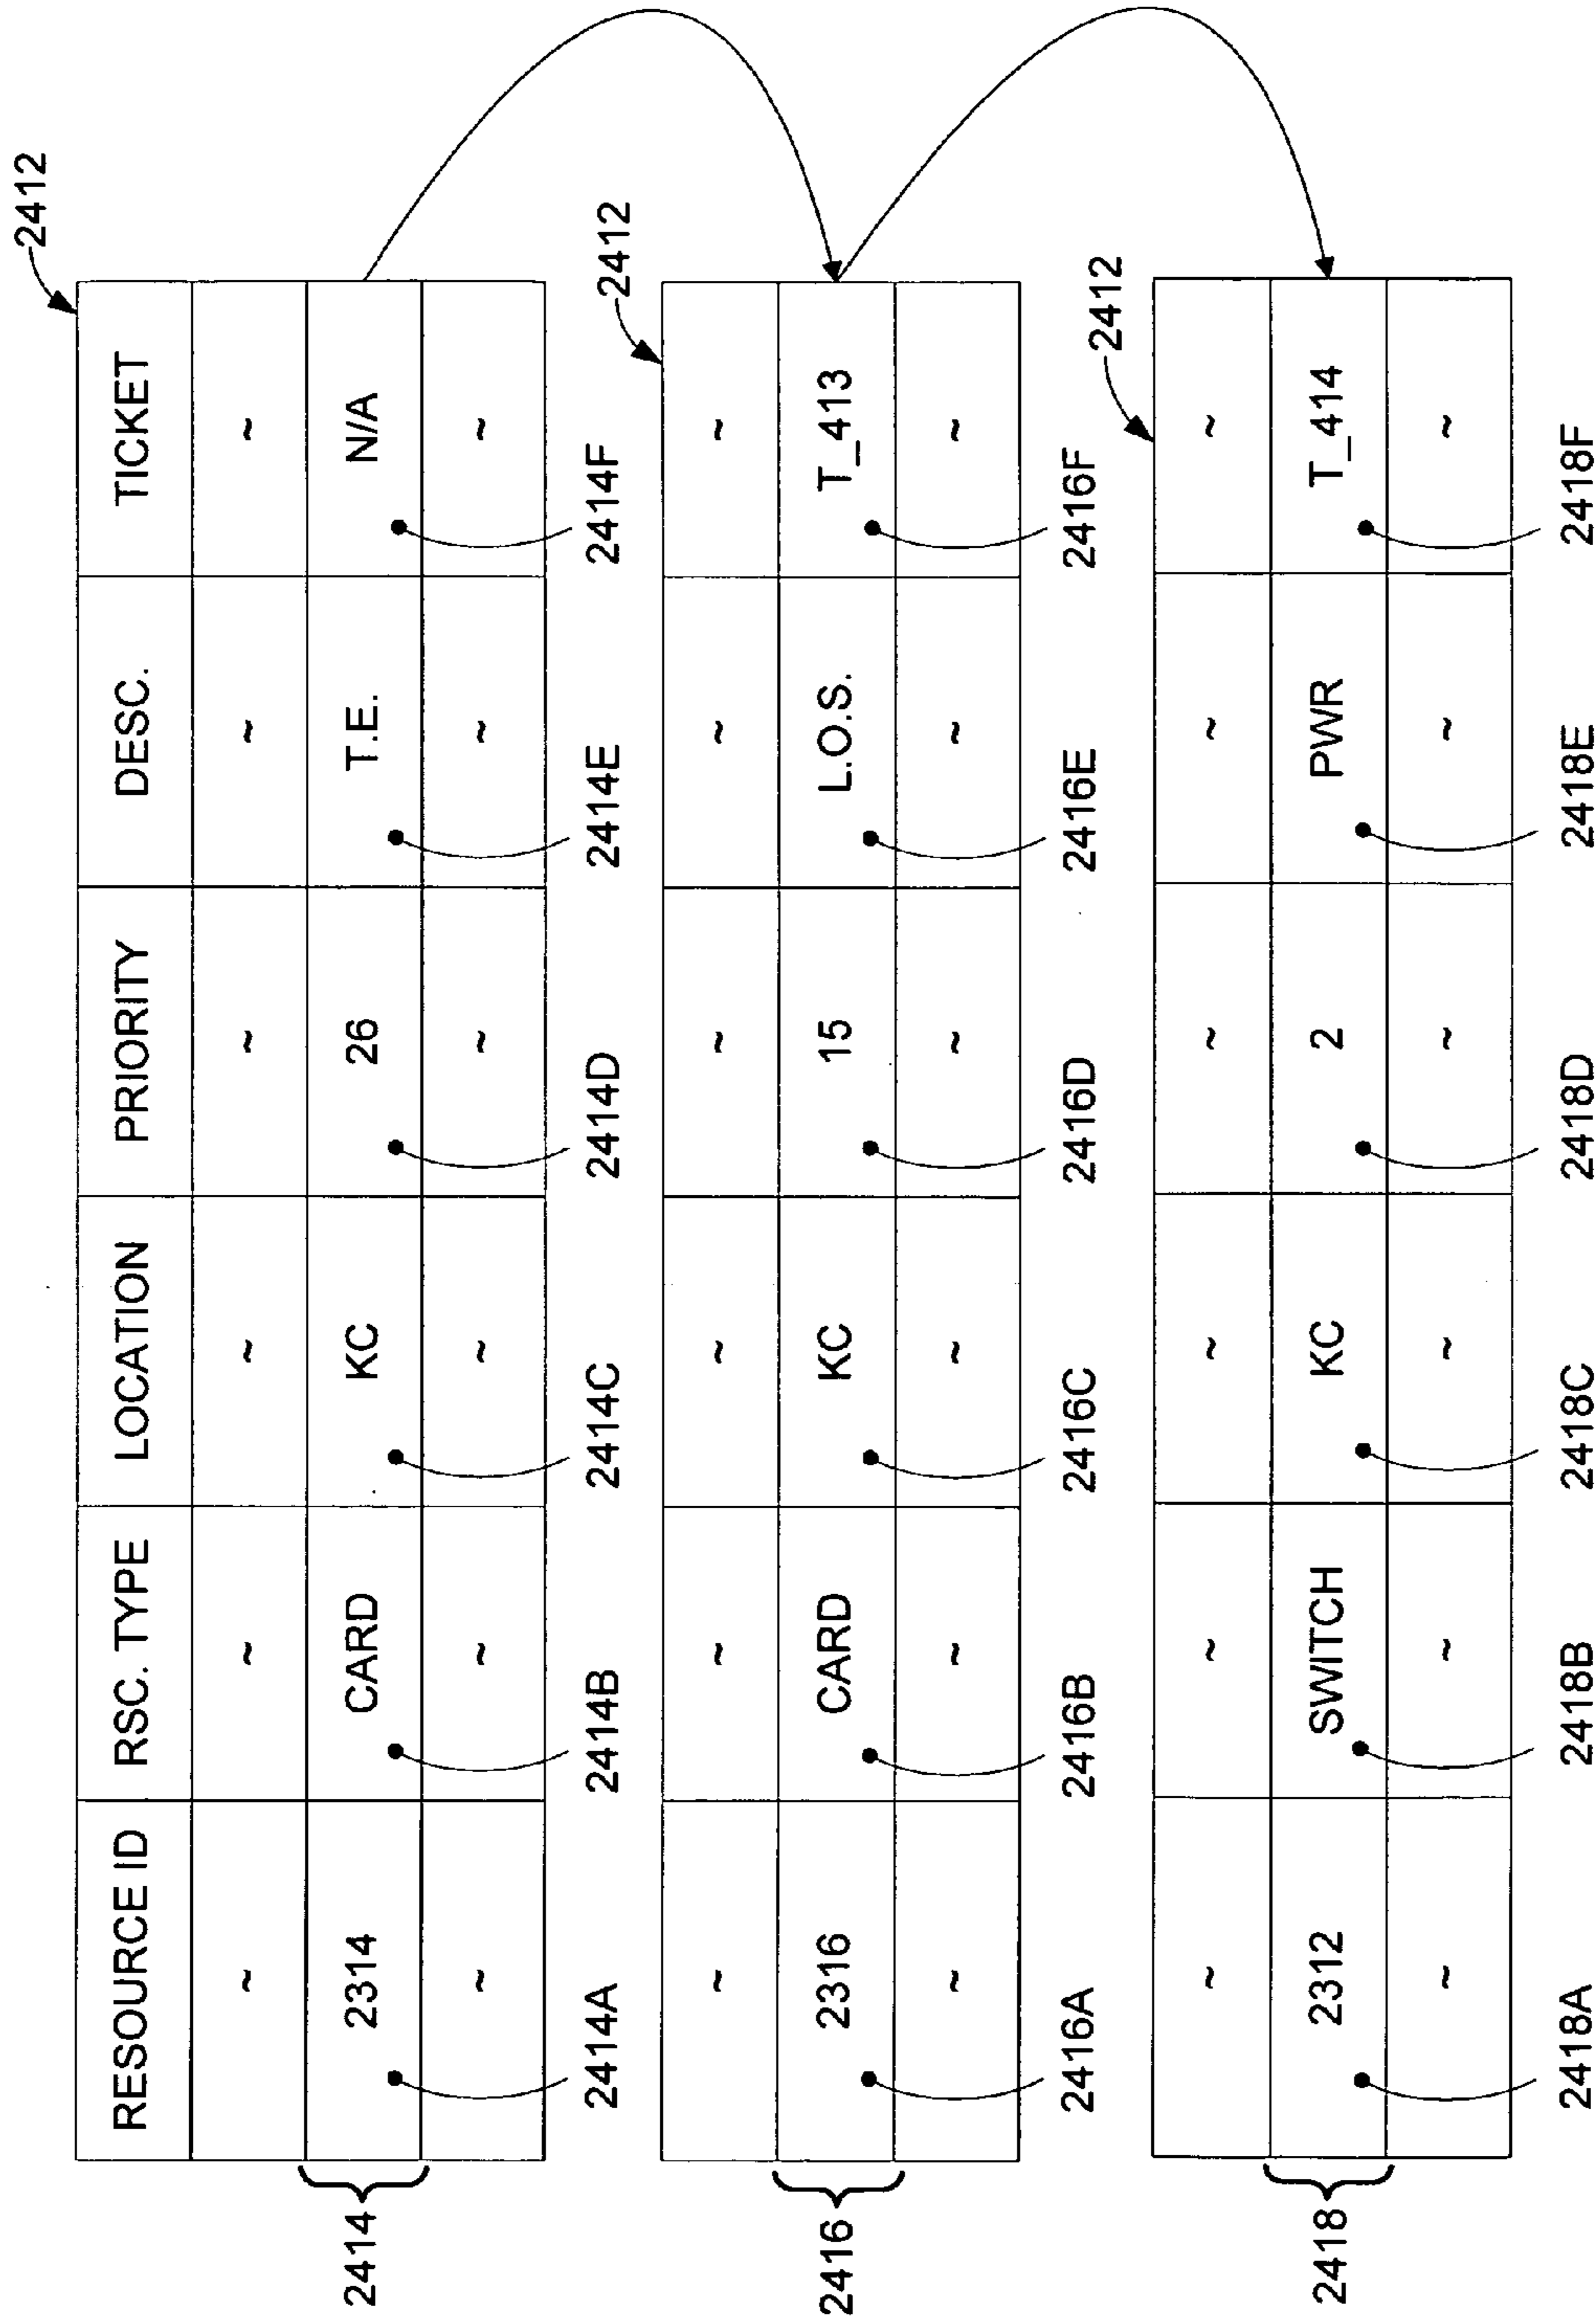 2412
RESOURCE ID RSC. TYPE LOCATION PRIORITY DESC. TICKET
~ ~ ~ ~ ~ ~
2414 2314 CARD KC 26 T.E. N/A
~ ~ ~ ~ ~ ~
2414A 2414B 2414C 2414D 2414E 2414F
2412
~ ~ ~ ~ ~ ~
2416 2316 CARD KC 15 L.O.S. T_413
~ ~ ~ ~ ~ ~
2416A 2416B 2416C 2416D 2416E 2416F
2412
~ ~ ~ ~ ~ ~
2418 2312 SWITCH KC 2 PWR T_414
~ ~ ~ ~ ~ ~
2418A 2418B 2418C 2418D 2418E 2418F